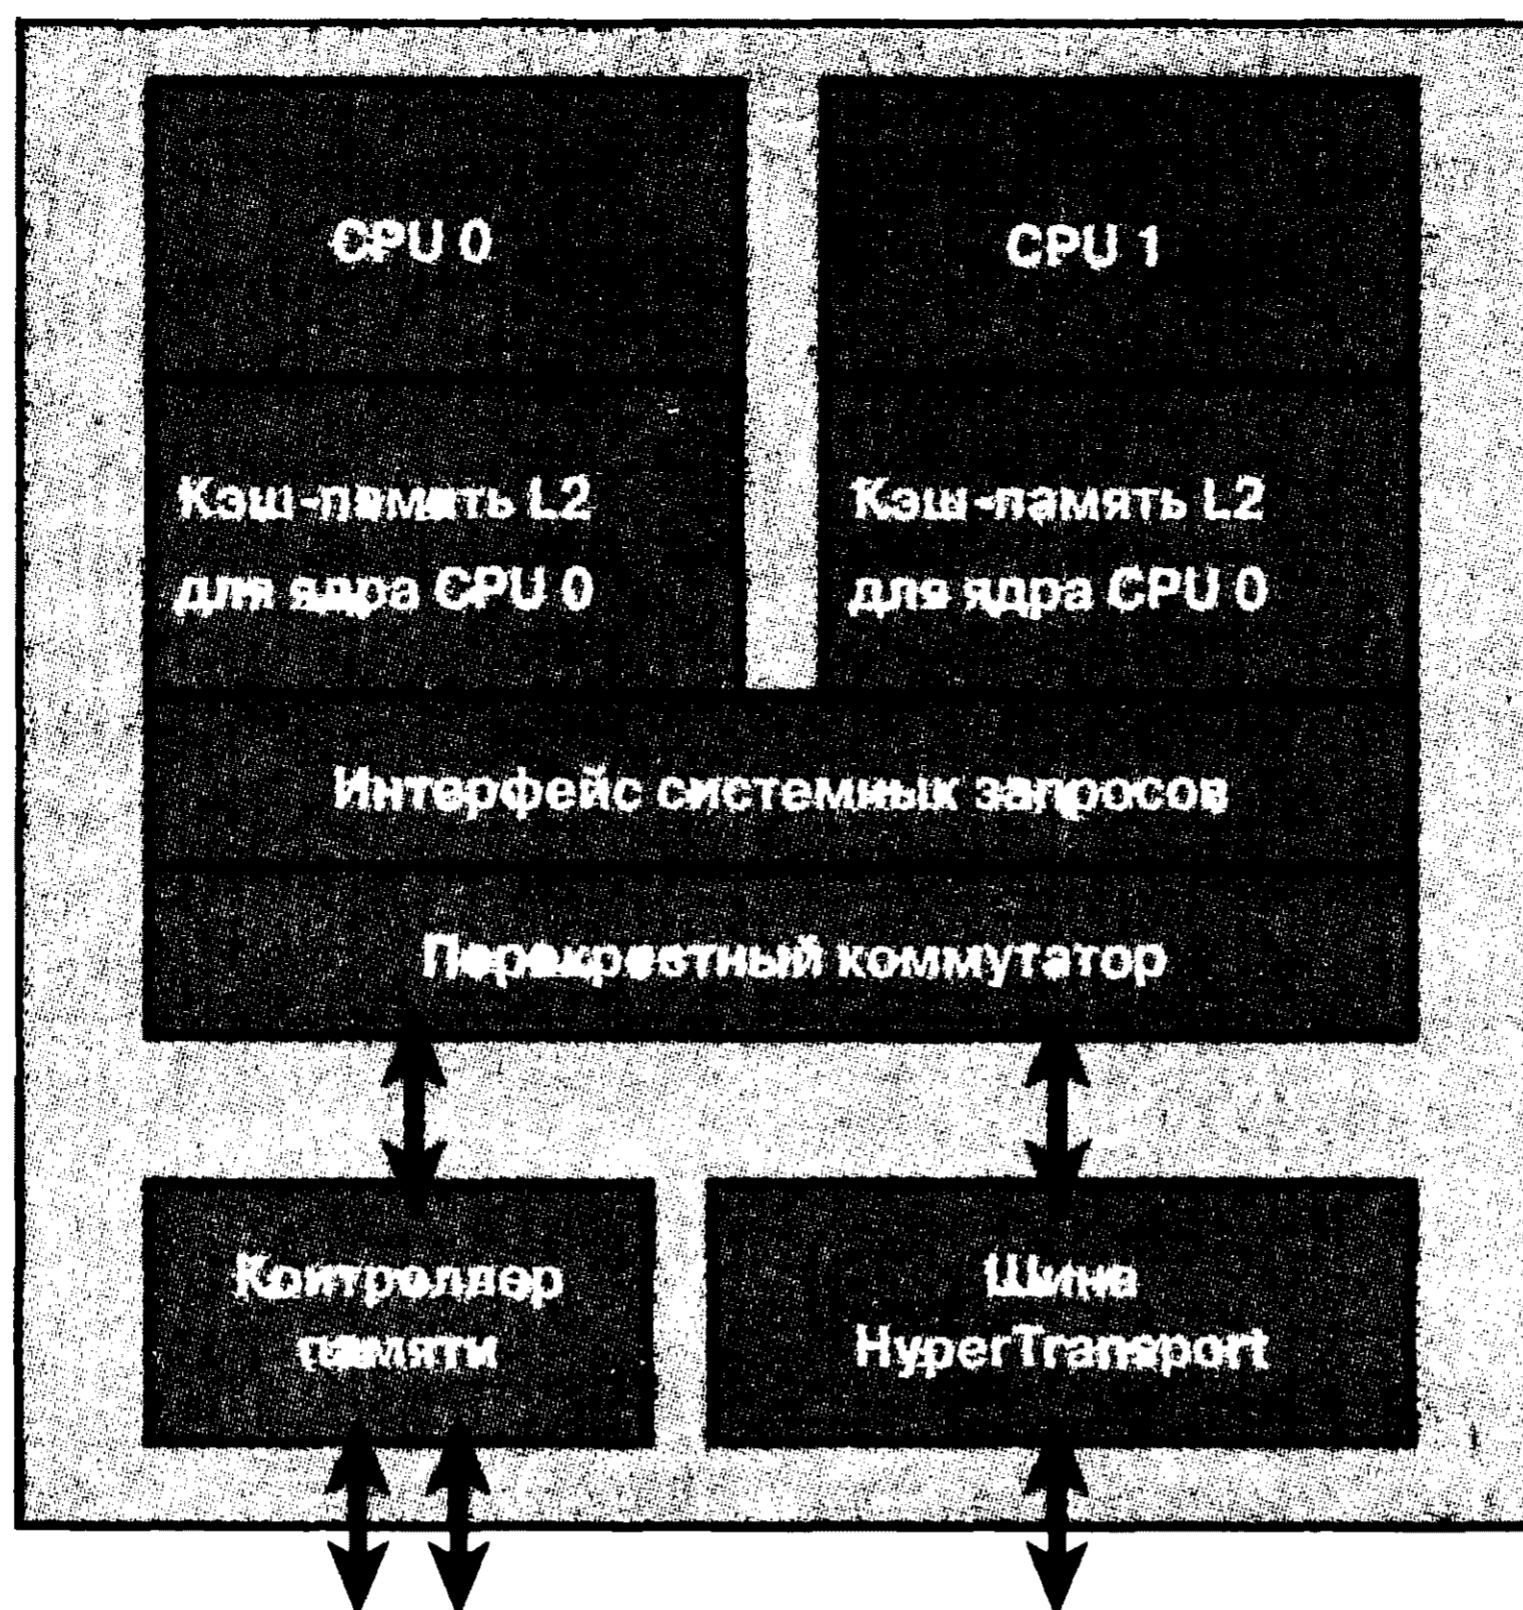 CPU 0
CPU 1
Кэш-память L2
для ядра CPU 0
Кэш-память L2
для ядра CPU 0
Интерфейс системных запросов
Перекрестный коммутатор
Контроллер
памяти
Шина
HyperTransport